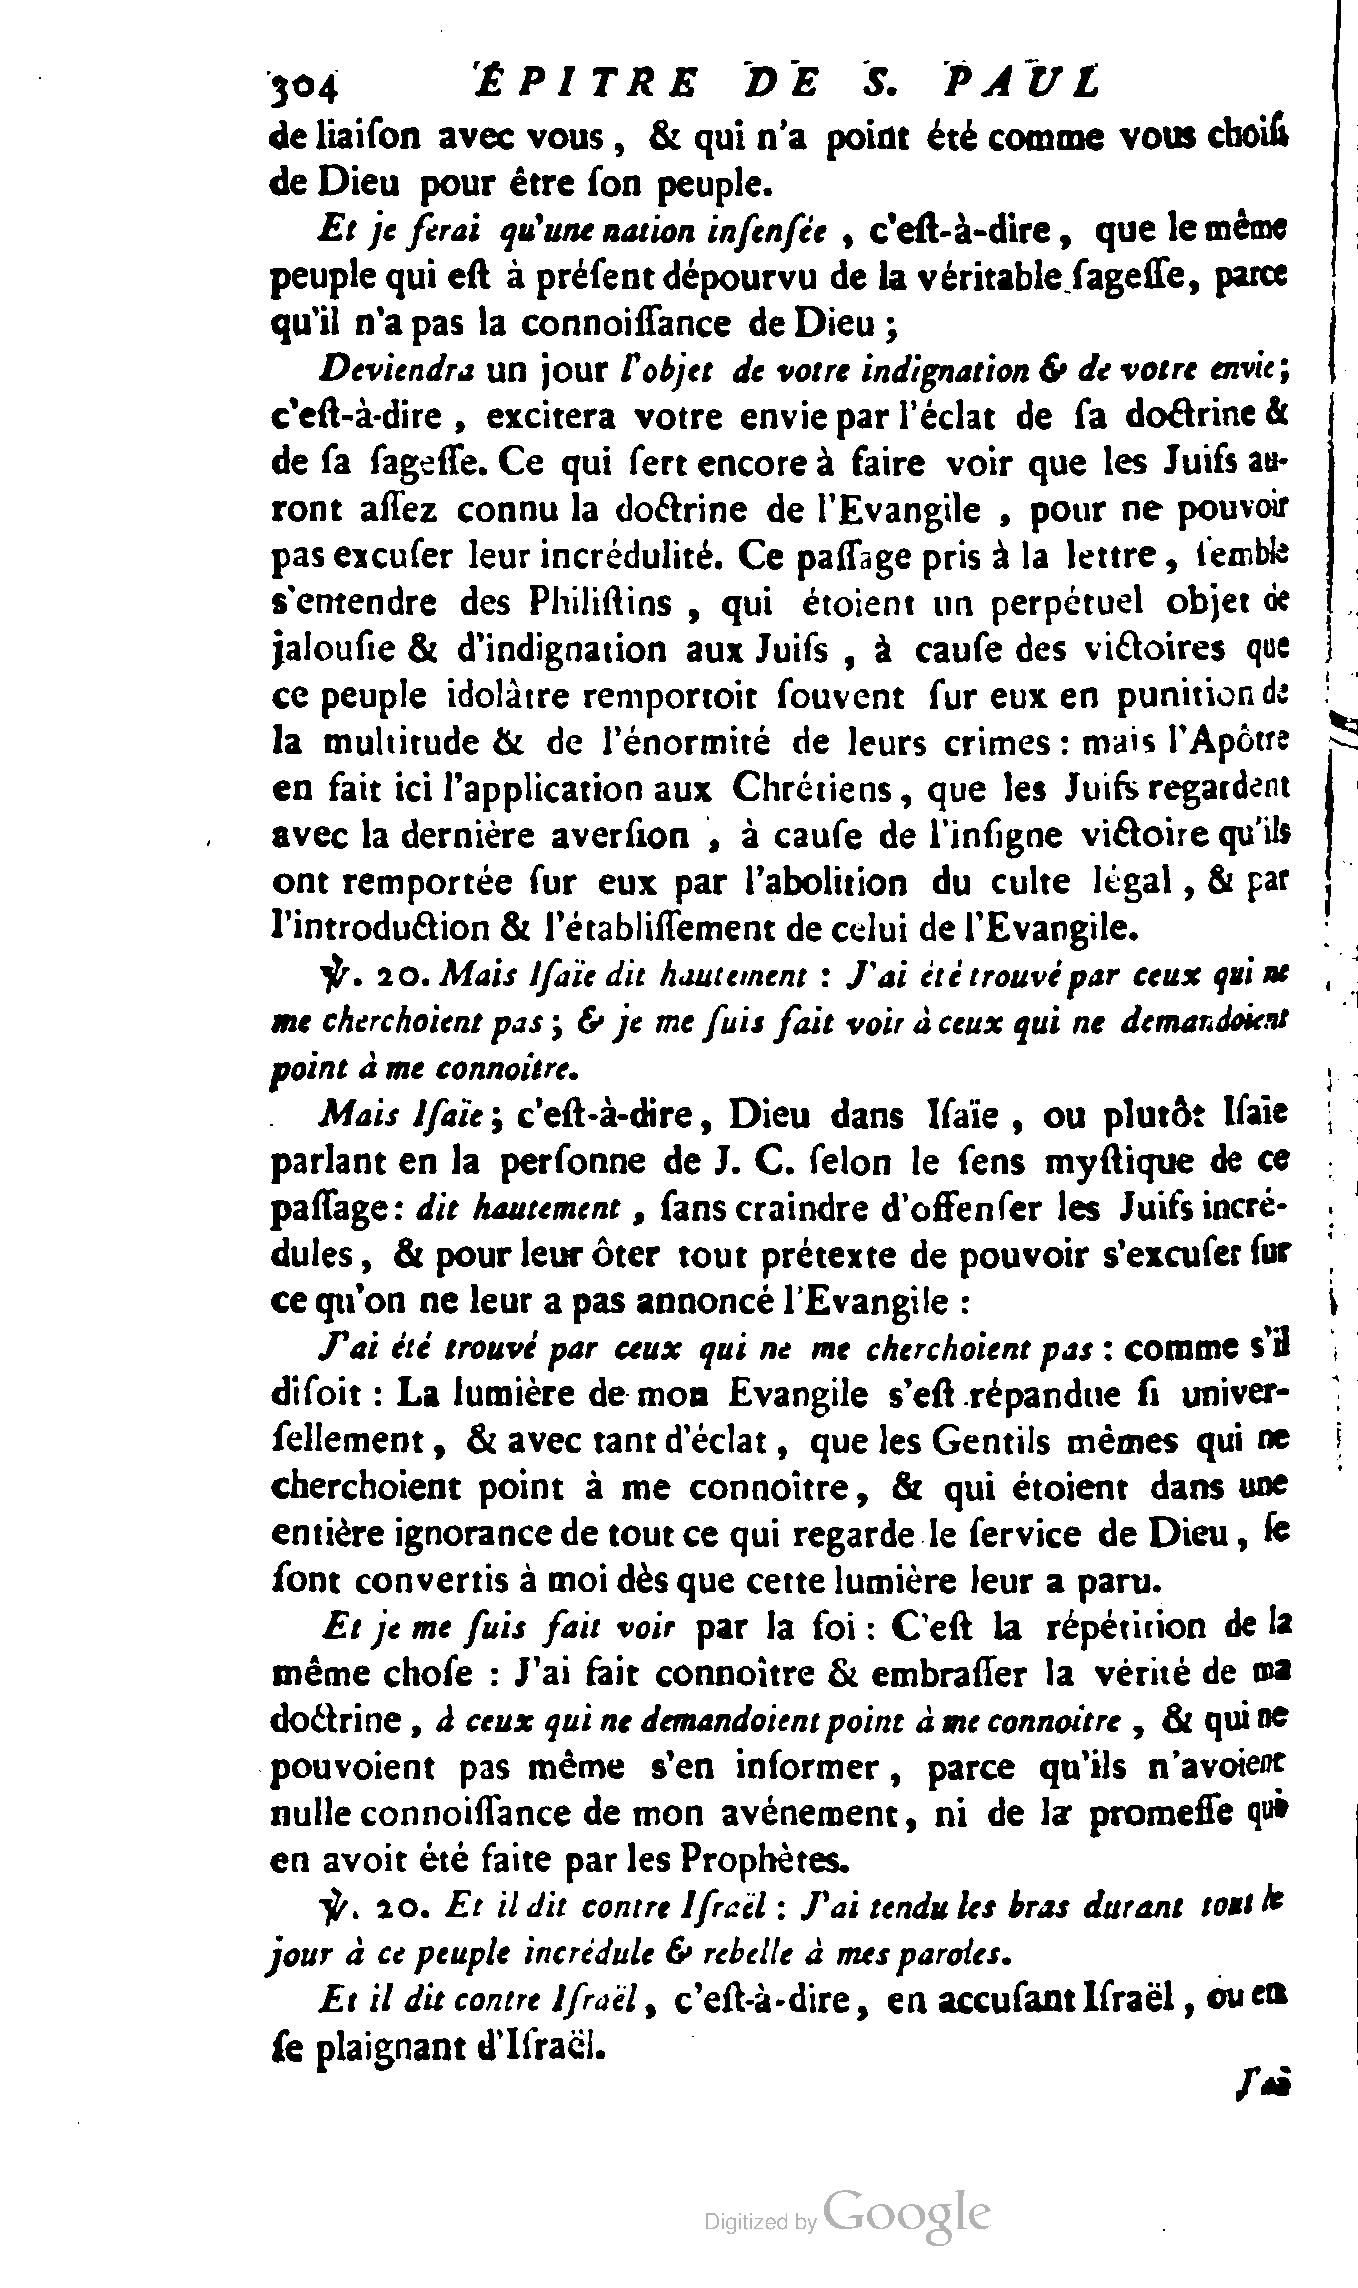 304 ÉPITRE DE S. PAUL
de liaiſon avec vous, & qui n'a point été comme vous choiſi
de Dieu pour être ſon peuple.
Et je ferai qu'une nation inſenſée, c'eſt-à-dire, que le même
peuple qui eſt à préſent dépourvu de la véritable ſageſſe, parce
qu'il n'a pas la connoiſſance de Dieu;
Deviendra un jour l'objet de votre indignation & de votre envie;
c'eſt-à-dire, excitera votre envie par l'éclat de ſa doctrine &
de ſa ſageſſe. Ce qui ſert encore à faire voir que les Juifs au-
ront aſſez connu la doctrine de l'Evangile, pour ne pouvoir
pas excuſer leur incrédulité. Ce paſſage pris à la lettre, ſemble
s'entendre des Philiſtins, qui étoient un perpétuel objet de
jalouſie & d'indignation aux Juifs, à cauſe des victoires que
ce peuple idolâtre remportoit ſouvent ſur eux en punition de
la multitude & de l'énormité de leurs crimes: mais l'Apôtre
en fait ici l'application aux Chrétiens, que les Juifs regardent
avec la dernière averſion, à cauſe de l'inſigne victoire qu'ils
ont remportée ſur eux par l'abolition du culte légal, & par
l'introduction & l'établiſſement de celui de l'Evangile.
℣. 20. Mais Iſaïe dit hautement: J'ai été trouvé par ceux qui ne
me cherchoient pas; & je me ſuis fait voir à ceux qui ne demandoient
point à me connoître.
Mais Iſaïe; c'eſt-à-dire, Dieu dans Iſaïe, ou plutôt Iſaïe
parlant en la perſonne de J. C. ſelon le ſens myſtique de ce
paſſage: dit hautement, ſans craindre d'offenſer les Juifs incré-
dules, & pour leur ôter tout prétexte de pouvoir s'excuſer ſur
ce qu'on ne leur a pas annoncé l'Evangile:
J'ai été trouvé par ceux qui ne me cherchoient pas: comme s'il
diſoit: La lumière de mon Evangile s'eſt répandue ſi univer-
ſellement, & avec tant d'éclat, que les Gentils mêmes qui ne
cherchoient point à me connoître, & qui étoient dans une
entière ignorance de tout ce qui regarde le ſervice de Dieu, ſe
ſont convertis à moi dès que cette lumière leur a paru.
Et je me ſuis fait voir par la foi: C'eſt la répétition de la
même choſe: J'ai fait connoître & embraſſer la vérité de ma
doctrine, à ceux qui ne demandoient point à me connoître, & qui ne
pouvoient pas même s'en informer, parce qu'ils n'avoient
nulle connoiſſance de mon avénement, ni de la promeſſe qui
en avoit été faite par les Prophètes.
℣. 20. Et il dit contre Iſraël: J'ai tendu les bras durant tout le
jour à ce peuple incrédule & rebelle à mes paroles.
Et il dit contre Iſraël, c'eſt-à-dire, en accuſant Iſraël, ou en
ſe plaignant d'Iſraël.
J'ai
Digitized by Google